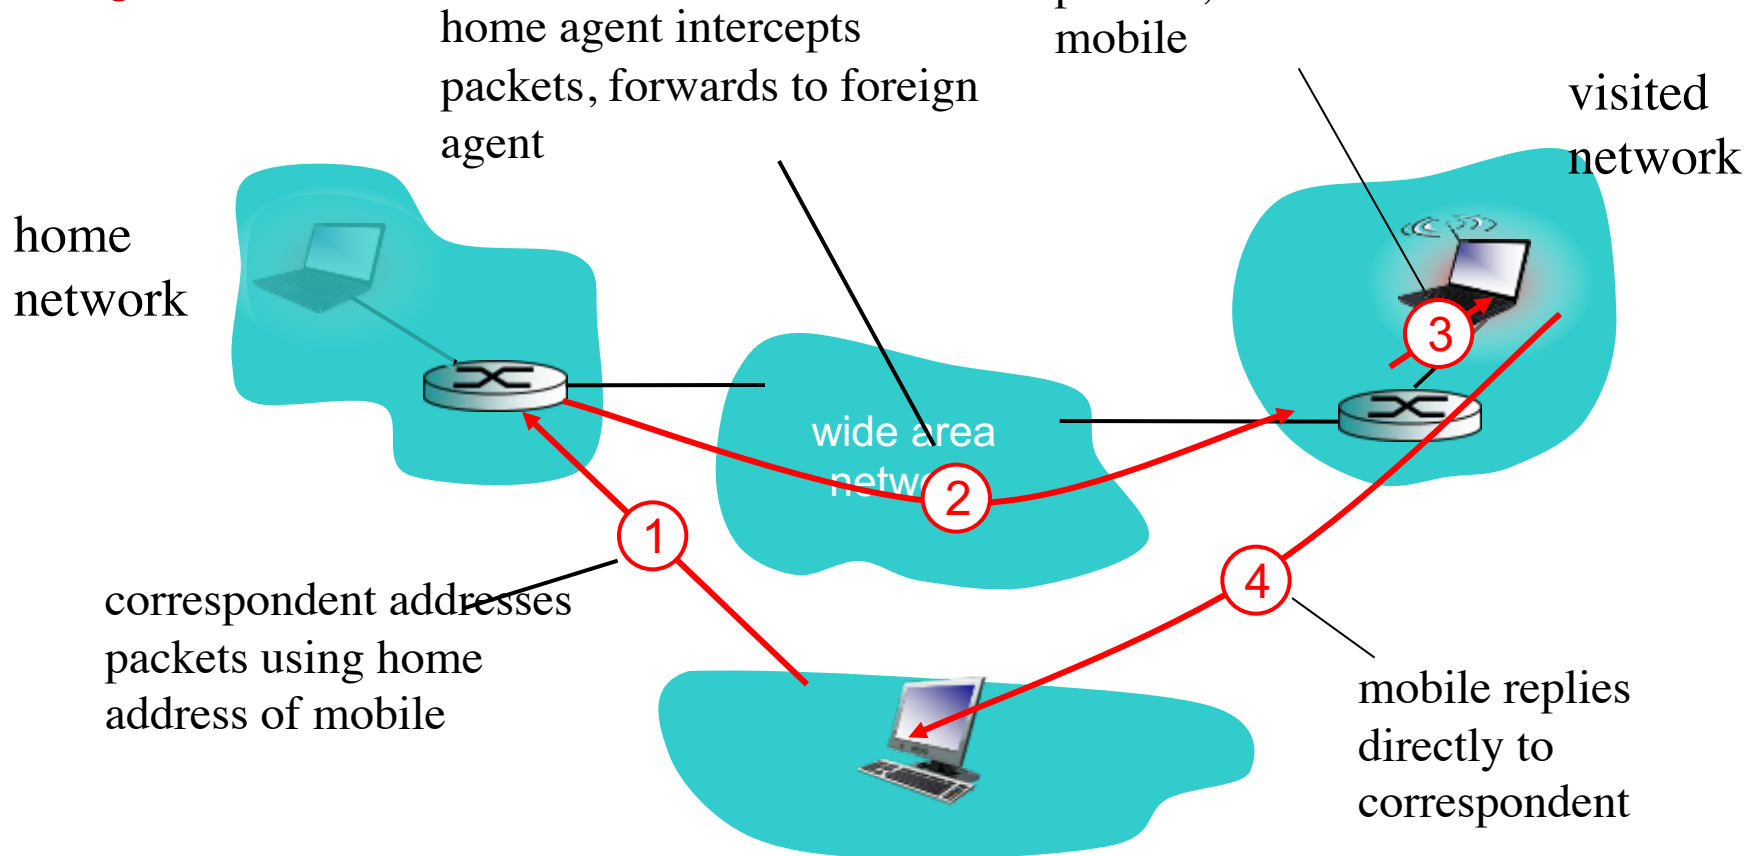 home agent intercepts
packets, forwards to foreign
agent
mobile
visited
network
home
network
wide area
3
2
1
4
correspondent addresses
packets using home
address of mobile
mobile replies
directly to
correspondent